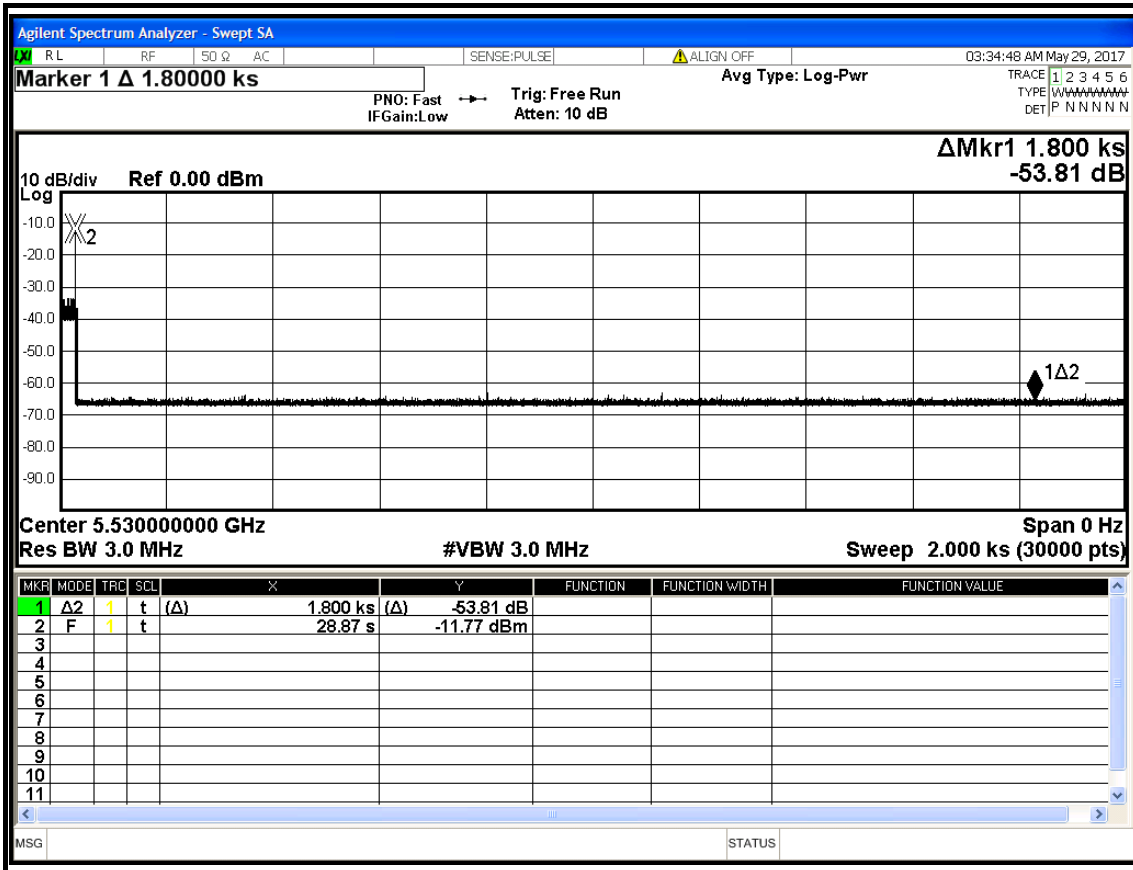 Agilent Spectrum Analyzer - Swept SA
LXI RL RF 50 Ω AC SENSE:PULSE ALIGN OFF 03:34:48 AM May 29, 2017
Marker 1 Δ 1.80000 ks
PNO: Fast
IFGain:Low
Trig: Free Run
Atten: 10 dB
Avg Type: Log-Pwr
TRACE 1 2 3 4 5 6
TYPE
DET P N N N N N
ΔMkr1 1.800 ks
-53.81 dB
10 dB/div Ref 0.00 dBm
Log
-10.0
2
-20.0
-30.0
-40.0
-50.0
-60.0
1Δ2
-70.0
-80.0
-90.0
Center 5.530000000 GHz Span 0 Hz
Res BW 3.0 MHz #VBW 3.0 MHz Sweep 2.000 ks (30000 pts)
MKR MODE TRC SCL X Y FUNCTION FUNCTION WIDTH FUNCTION VALUE
1 Δ2 1 t (Δ) 1.800 ks (Δ) -53.81 dB
2 F 1 t 28.87 s -11.77 dBm
3
4
5
6
7
8
9
10
11
MSG STATUS